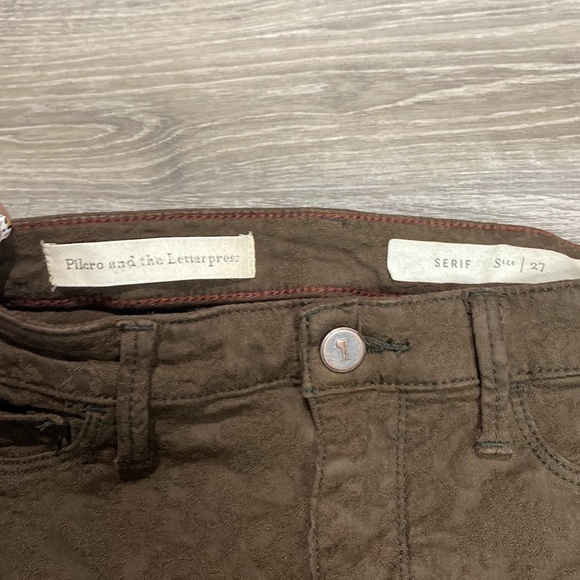 Pilcro and the Letterpress
SERIF Size / 27